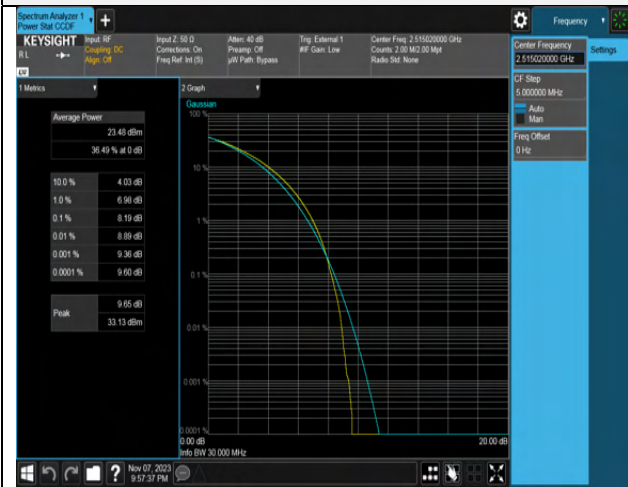 Spectrum Analyzer 1
Power Stat CCDF
Frequency
KEYSIGHT
R L
Input: RF
Coupling: DC
Align: Off
Input Z: 50 Ω
Corrections: On
Freq Ref: Int (S)
Atten: 40 dB
Preamp: Off
µW Path: Bypass
Trig: External 1
#IF Gain: Low
Center Freq: 2.515020000 GHz
Counts: 2.00 M/2.00 Mpt
Radio Std: None
Center Frequency
2.515020000 GHz
Settings
CF Step
5.000000 MHz
Auto
Man
Freq Offset
0 Hz
1 Metrics
Average Power
23.48 dBm
36.49 % at 0 dB
10.0 % 4.03 dB
1.0 % 6.98 dB
0.1 % 8.19 dB
0.01 % 8.89 dB
0.001 % 9.36 dB
0.0001 % 9.60 dB
Peak 9.65 dB
33.13 dBm
2 Graph
Gaussian
100 %
10 %
1 %
0.1 %
0.01 %
0.001 %
0.0001 %
0.00 dB
20.00 dB
Info BW 30.000 MHz
Nov 07, 2023
9:57:37 PM